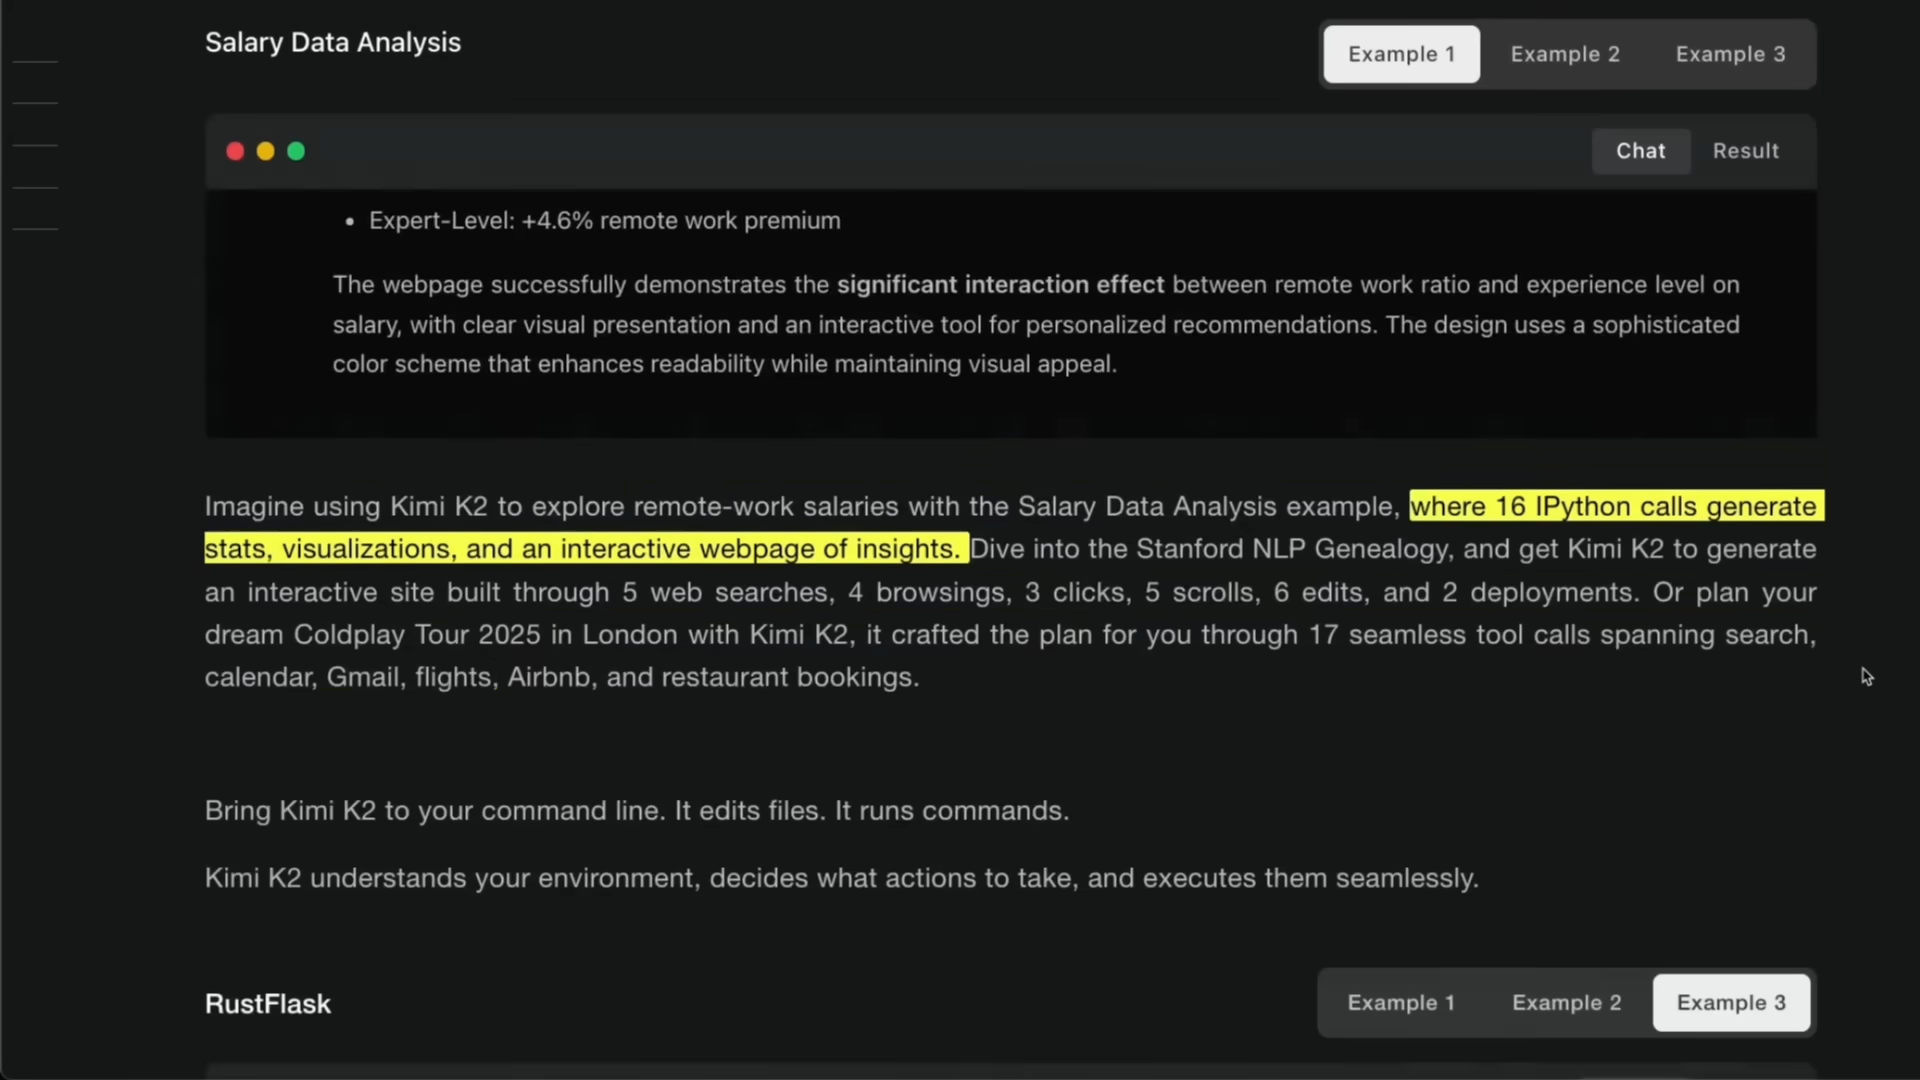 Salary Data Analysis
Example 1
Example 2
Example 3
Chat
Result
• Expert-Level: +4.6% remote work premium
The webpage successfully demonstrates the significant interaction effect between remote work ratio and experience level on
salary, with clear visual presentation and an interactive tool for personalized recommendations. The design uses a sophisticated
color scheme that enhances readability while maintaining visual appeal.
Imagine using Kimi K2 to explore remote-work salaries with the Salary Data Analysis example, where 16 IPython calls generate
stats, visualizations, and an interactive webpage of insights. Dive into the Stanford NLP Genealogy, and get Kimi K2 to generate
an interactive site built through 5 web searches, 4 browsings, 3 clicks, 5 scrolls, 6 edits, and 2 deployments. Or plan your
dream Coldplay Tour 2025 in London with Kimi K2, it crafted the plan for you through 17 seamless tool calls spanning search,
calendar, Gmail, flights, Airbnb, and restaurant bookings.
Bring Kimi K2 to your command line. It edits files. It runs commands.
Kimi K2 understands your environment, decides what actions to take, and executes them seamlessly.
RustFlask
Example 1
Example 2
Example 3